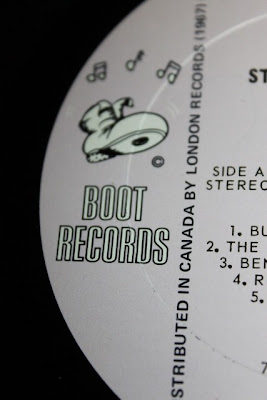 BOOT
RECORDS
©
STRIBUTED IN CANADA BY LONDON RECORDS (1967)
ST
SIDE A
STEREO
1. BU
2. THE
3. BEN
4. R
5.
7